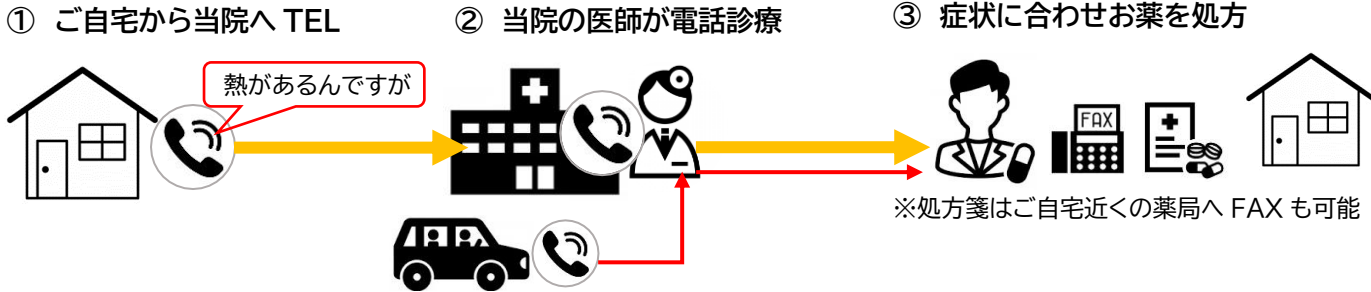 ① ご自宅から当院へ TEL
② 当院の医師が電話診療
③ 症状に合わせお薬を処方
熱があるんですが
FAX
※処方箋はご自宅近くの薬局へ FAX も可能